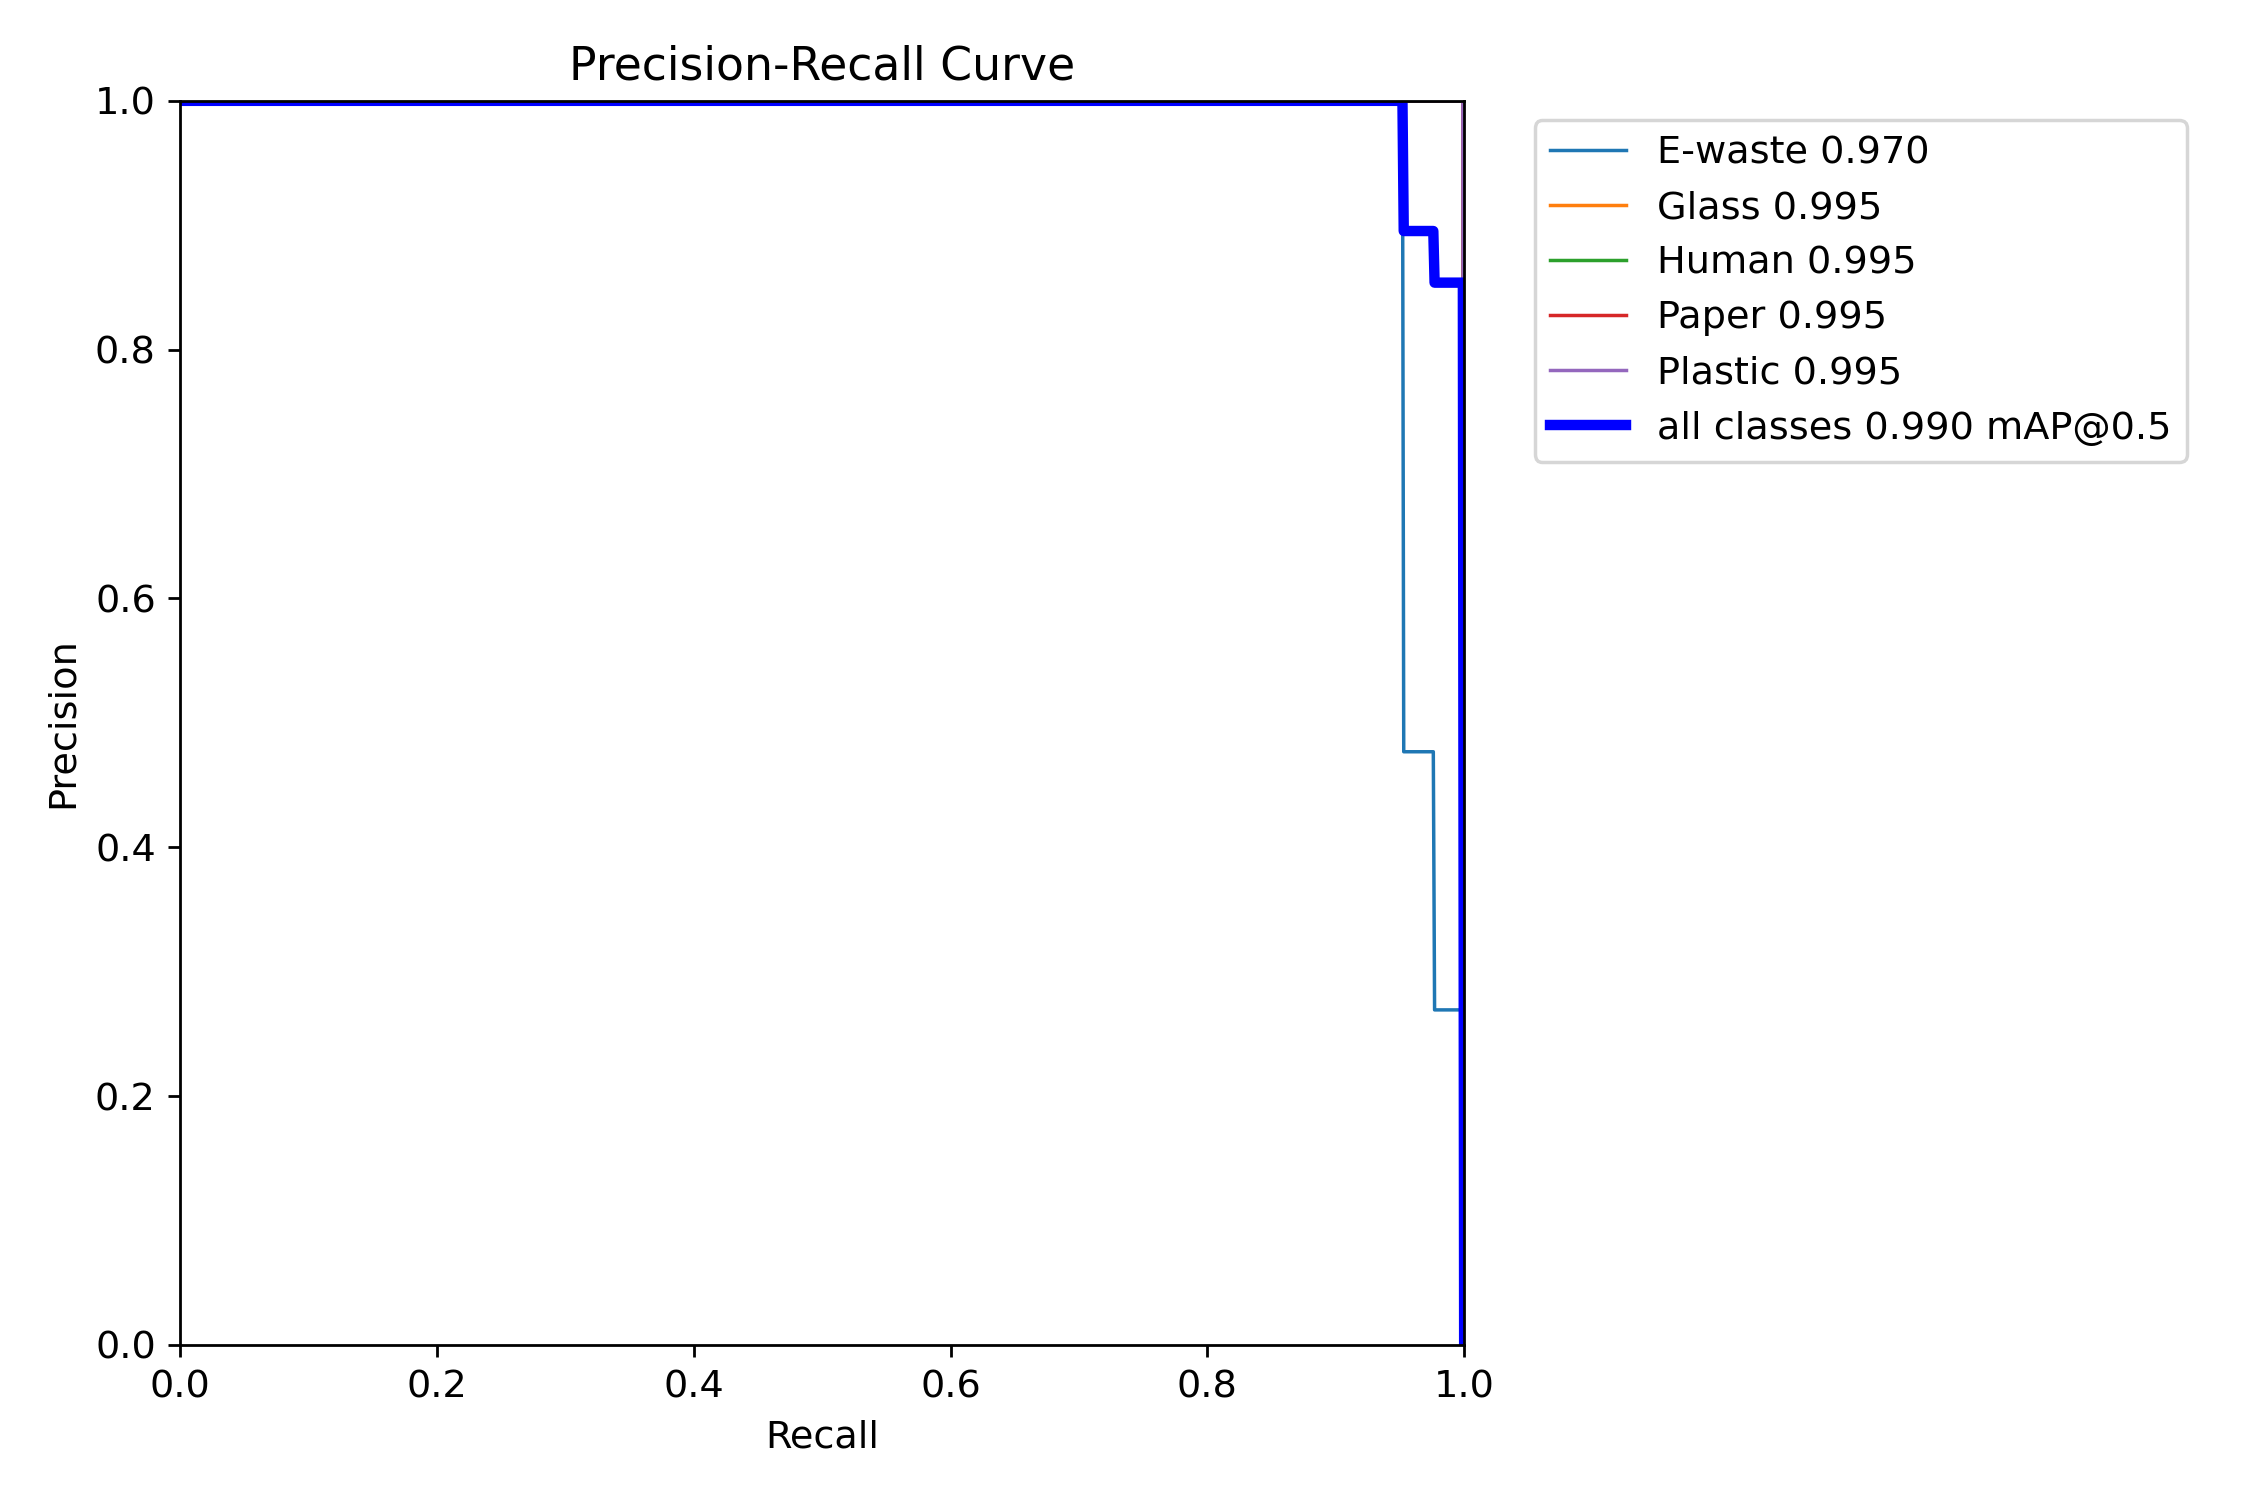 Precision-Recall Curve
1.0
0.8
0.6
0.4
0.2
0.0
Precision
0.0 0.2 0.4 0.6 0.8 1.0
Recall
E-waste 0.970
Glass 0.995
Human 0.995
Paper 0.995
Plastic 0.995
all classes 0.990 mAP@0.5